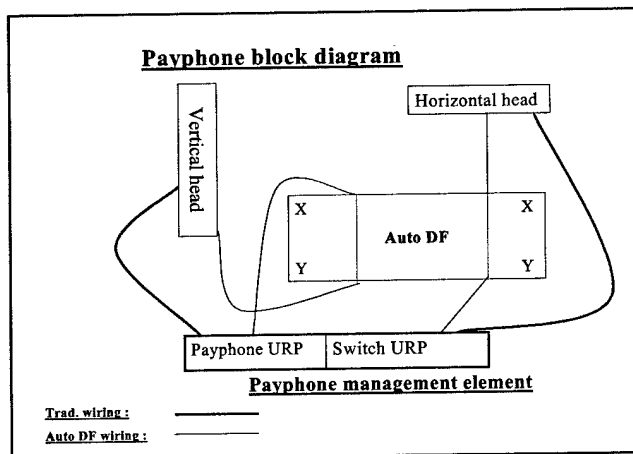 Payphone block diagram
Vertical head
Horizontal head
X
X
Auto DF
Y
Y
Payphone URP
Switch URP
Payphone management element
Trad. wiring :
Auto DF wiring :